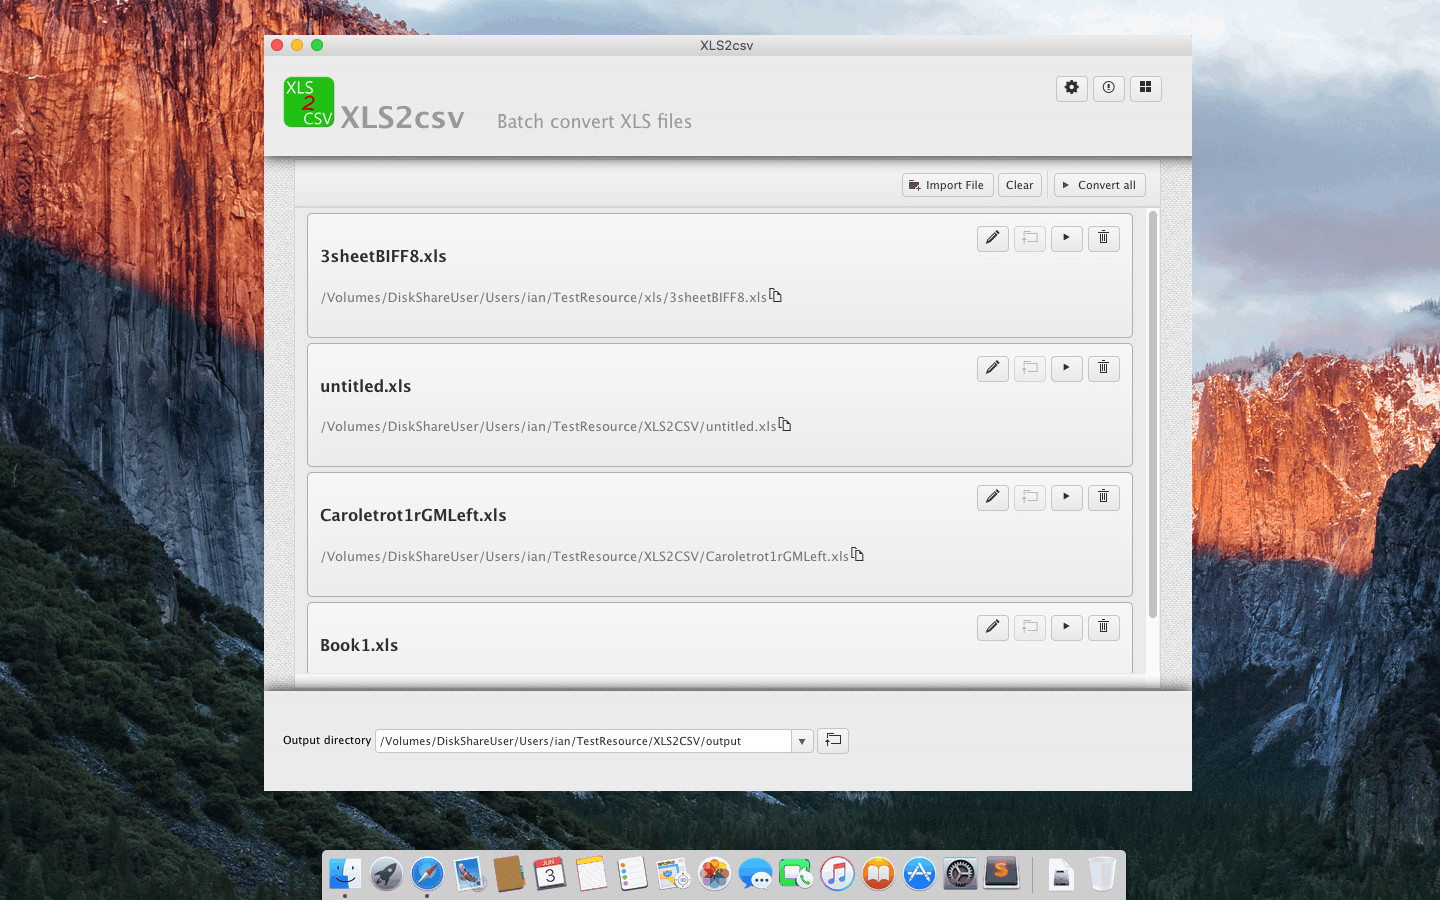 XLS2csv
XLS
2
CSV
XLS2csv
Batch convert XLS files
Import File
Clear
Convert all
3sheetBIFF8.xls
/Volumes/DiskShareUser/Users/ian/TestResource/xls/3sheetBIFF8.xls
untitled.xls
/Volumes/DiskShareUser/Users/ian/TestResource/XLS2CSV/untitled.xls
Caroletrot1rGMLeft.xls
/Volumes/DiskShareUser/Users/ian/TestResource/XLS2CSV/Caroletrot1rGMLeft.xls
Book1.xls
Output directory
/Volumes/DiskShareUser/Users/ian/TestResource/XLS2CSV/output
JUN
3